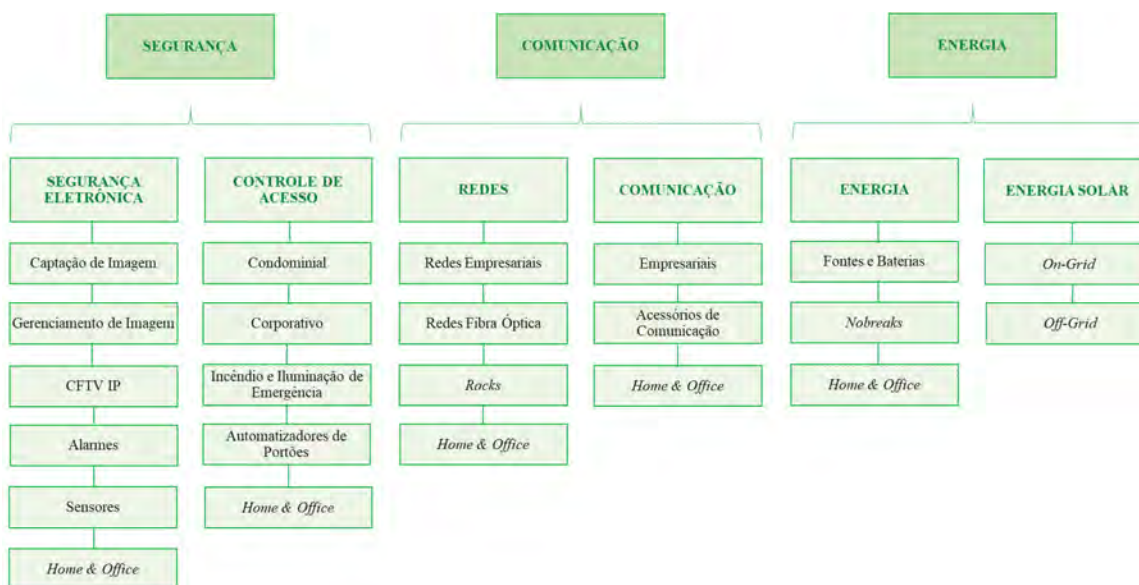 SEGURANÇA
COMUNICAÇÃO
ENERGIA
SEGURANÇA
ELETRÔNICA
CONTROLE DE
ACESSO
REDES
COMUNICAÇÃO
ENERGIA
ENERGIA SOLAR
Captação de Imagem
Gerenciamento de Imagem
CFTV IP
Alarmes
Sensores
Home & Office
Condominial
Corporativo
Incêndio e Iluminação de
Emergência
Automatizadores de
Portões
Home & Office
Redes Empresariais
Redes Fibra Óptica
Racks
Home & Office
Empresariais
Acessórios de
Comunicação
Home & Office
Fontes e Baterias
Nobreaks
Home & Office
On-Grid
Off-Grid